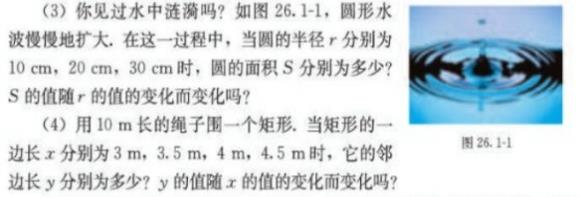 (3) 你见过水中涟漪吗? 如图 26.1-1, 圆形水
波慢慢地扩大. 在这一过程中, 当圆的半径 r 分别为
10 cm, 20 cm, 30 cm 时, 圆的面积 S 分别为多少?
S 的值随 r 的值的变化而变化吗?
(4) 用 10 m 长的绳子围一个矩形. 当矩形的一
边长 x 分别为 3 m, 3.5 m, 4 m, 4.5 m 时, 它的邻
边长 y 分别为多少? y 的值随 x 的值的变化而变化吗?
图 26.1-1